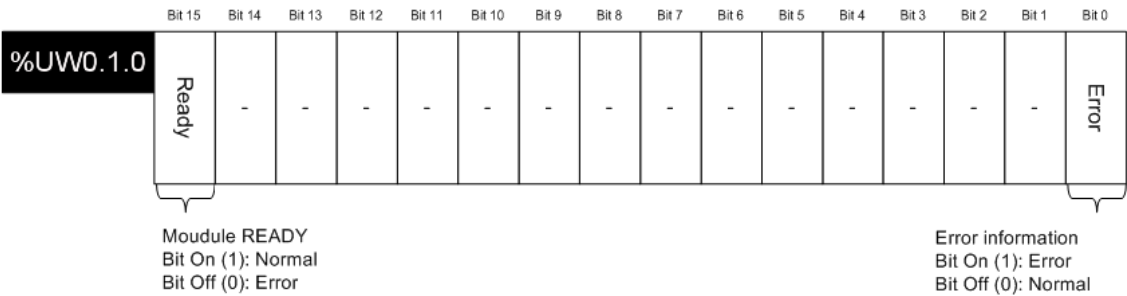 Bit 15 Bit 14 Bit 13 Bit 12 Bit 11 Bit 10 Bit 9 Bit 8 Bit 7 Bit 6 Bit 5 Bit 4 Bit 3 Bit 2 Bit 1 Bit 0
%UW0.1.0 Ready - - - - - - - - - - - - - - Error
Moudule READY
Bit On (1): Normal
Bit Off (0): Error
Error information
Bit On (1): Error
Bit Off (0): Normal